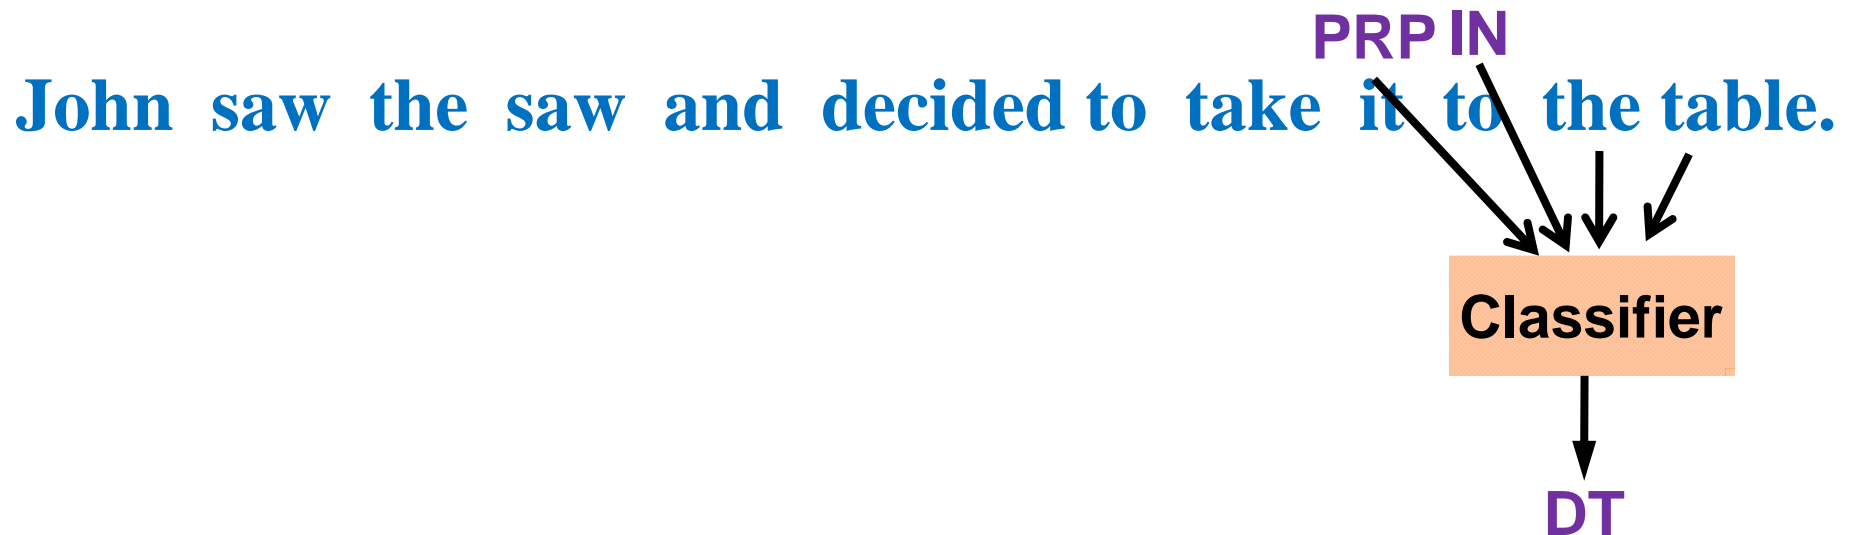 PRP IN
John saw the saw and decided to take it to the table.
Classifier
DT